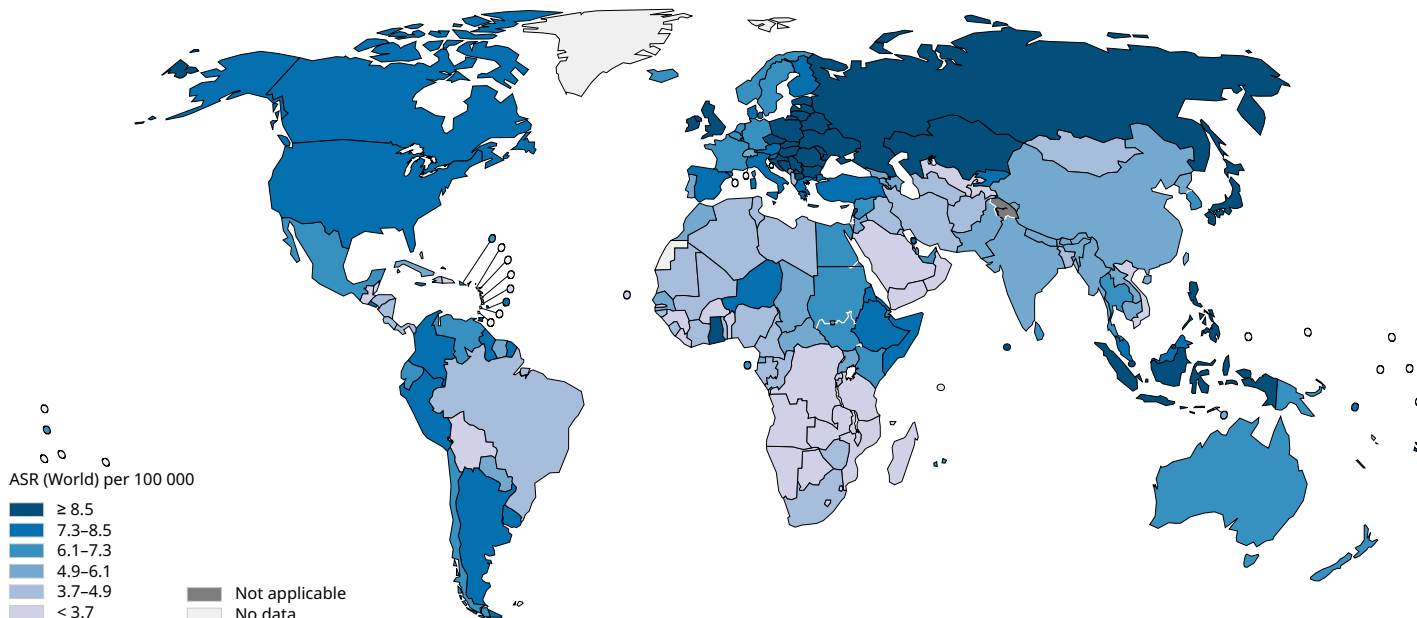 ASR (World) per 100 000
≥ 8.5
7.3–8.5
6.1–7.3
4.9–6.1
3.7–4.9
< 3.7
Not applicable
No data